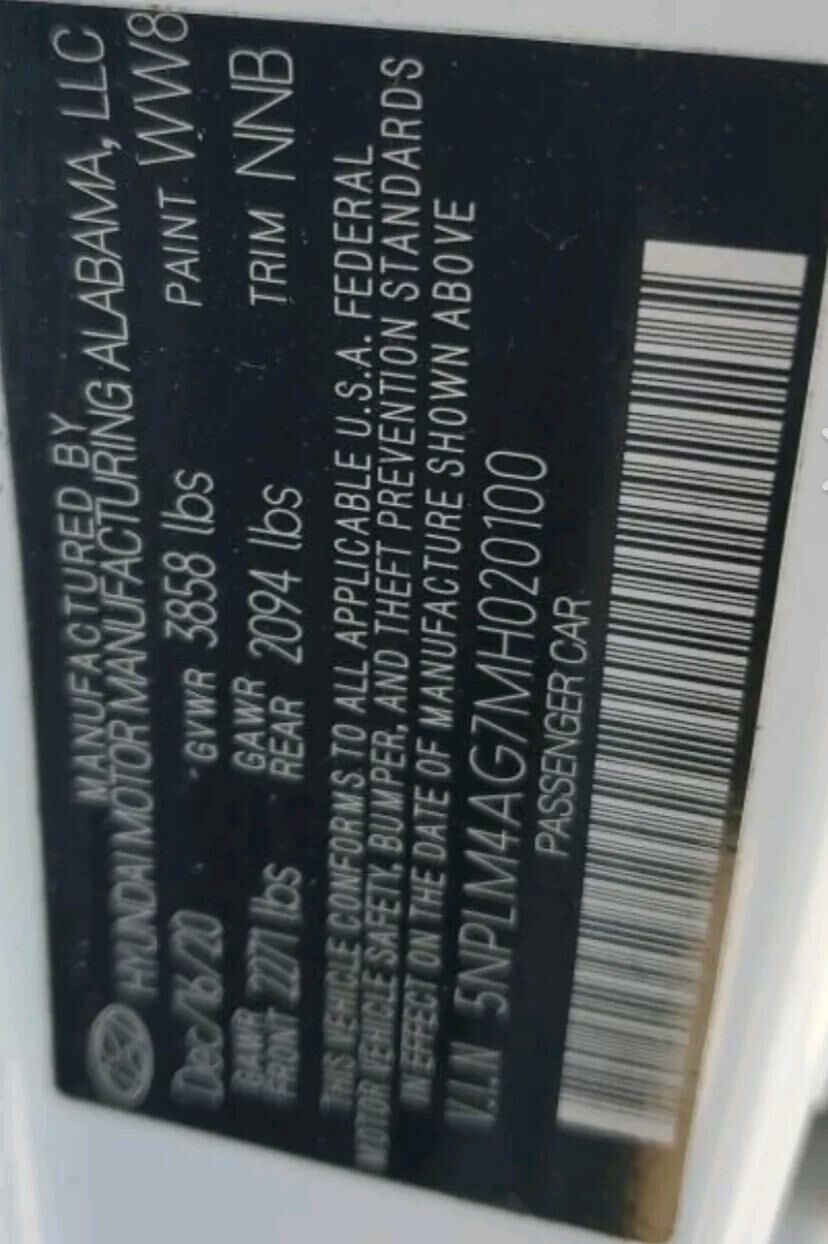 MANUFACTURED BY
HYUNDAI MOTOR MANUFACTURING ALABAMA, LLC
Dec/16/20 GVWR 3858 lbs PAINT WW8
GAWR FRONT 2271 lbs GAWR REAR 2094 lbs TRIM NNB
THIS VEHICLE CONFORMS TO ALL APPLICABLE U.S.A. FEDERAL
MOTOR VEHICLE SAFETY, BUMPER, AND THEFT PREVENTION STANDARDS
IN EFFECT ON THE DATE OF MANUFACTURE SHOWN ABOVE
V.I.N 5NPLM4AG7MH020100
PASSENGER CAR